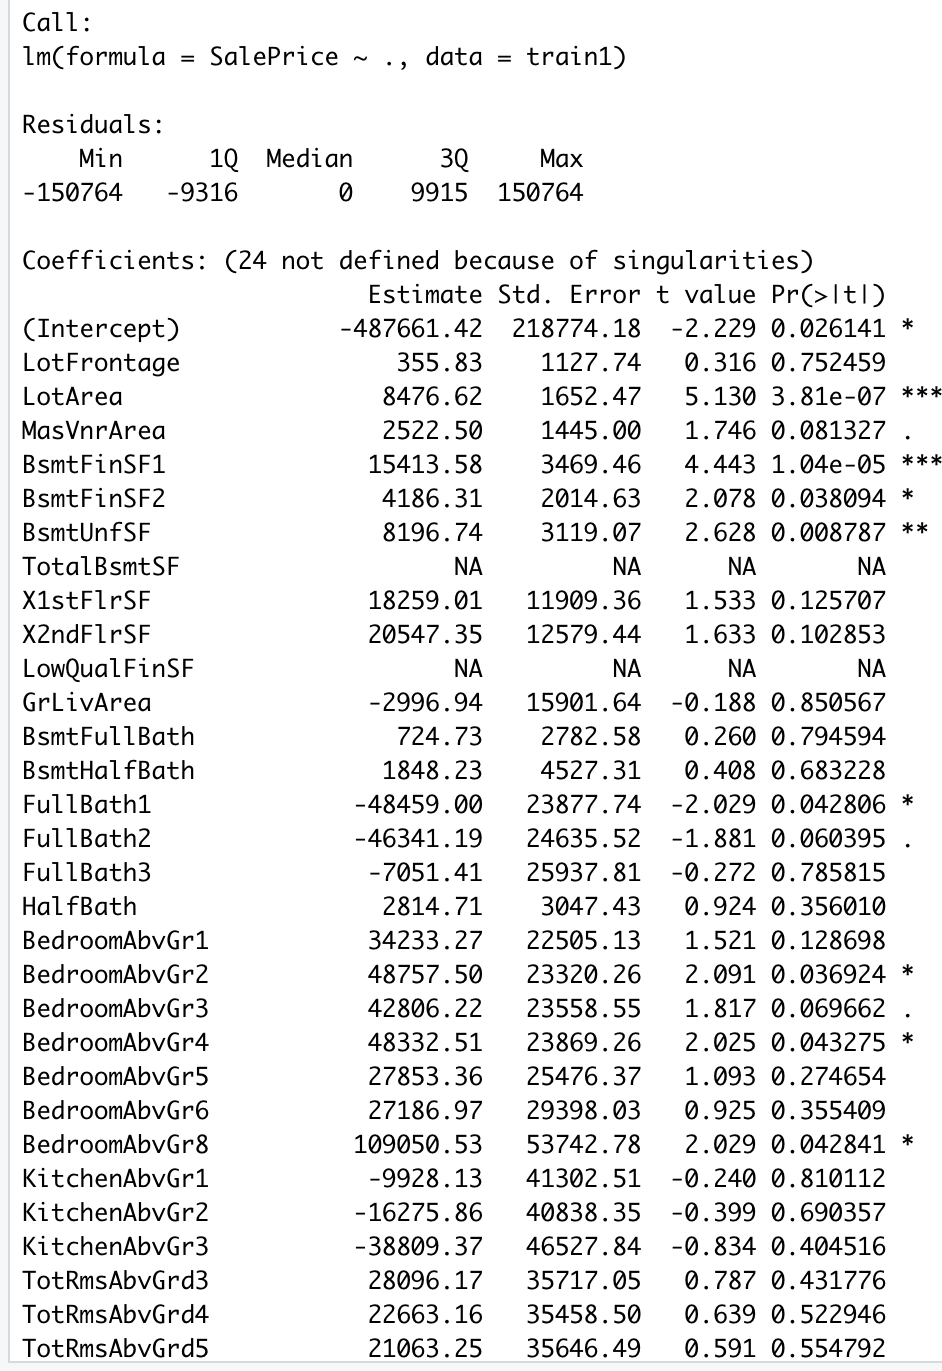 Call:
lm(formula = SalePrice ~ ., data = train1)
Residuals:
Min 1Q Median 3Q Max
-150764 -9316 0 9915 150764
Coefficients: (24 not defined because of singularities)
Estimate Std. Error t value Pr(>|t|)
(Intercept) -487661.42 218774.18 -2.229 0.026141 *
LotFrontage 355.83 1127.74 0.316 0.752459
LotArea 8476.62 1652.47 5.130 3.81e-07 ***
MasVnrArea 2522.50 1445.00 1.746 0.081327 .
BsmtFinSF1 15413.58 3469.46 4.443 1.04e-05 ***
BsmtFinSF2 4186.31 2014.63 2.078 0.038094 *
BsmtUnfSF 8196.74 3119.07 2.628 0.008787 **
TotalBsmtSF NA NA NA NA
X1stFlrSF 18259.01 11909.36 1.533 0.125707
X2ndFlrSF 20547.35 12579.44 1.633 0.102853
LowQualFinSF NA NA NA NA
GrLivArea -2996.94 15901.64 -0.188 0.850567
BsmtFullBath 724.73 2782.58 0.260 0.794594
BsmtHalfBath 1848.23 4527.31 0.408 0.683228
FullBath1 -48459.00 23877.74 -2.029 0.042806 *
FullBath2 -46341.19 24635.52 -1.881 0.060395 .
FullBath3 -7051.41 25937.81 -0.272 0.785815
HalfBath 2814.71 3047.43 0.924 0.356010
BedroomAbvGr1 34233.27 22505.13 1.521 0.128698
BedroomAbvGr2 48757.50 23320.26 2.091 0.036924 *
BedroomAbvGr3 42806.22 23558.55 1.817 0.069662 .
BedroomAbvGr4 48332.51 23869.26 2.025 0.043275 *
BedroomAbvGr5 27853.36 25476.37 1.093 0.274654
BedroomAbvGr6 27186.97 29398.03 0.925 0.355409
BedroomAbvGr8 109050.53 53742.78 2.029 0.042841 *
KitchenAbvGr1 -9928.13 41302.51 -0.240 0.810112
KitchenAbvGr2 -16275.86 40838.35 -0.399 0.690357
KitchenAbvGr3 -38809.37 46527.84 -0.834 0.404516
TotRmsAbvGrd3 28096.17 35717.05 0.787 0.431776
TotRmsAbvGrd4 22663.16 35458.50 0.639 0.522946
TotRmsAbvGrd5 21063.25 35646.49 0.591 0.554792